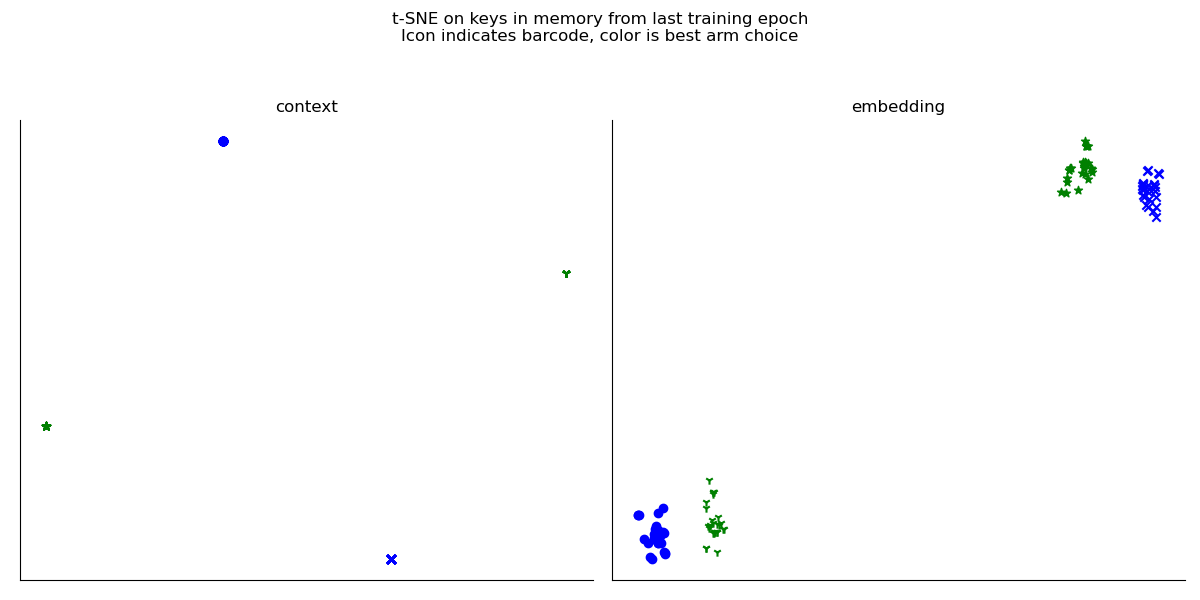 t-SNE on keys in memory from last training epoch
Icon indicates barcode, color is best arm choice
context
embedding